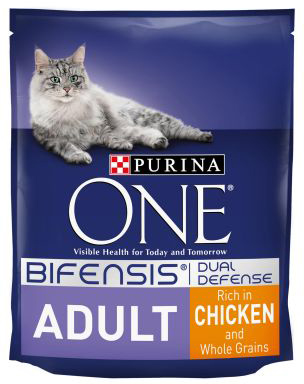 PURINA
ONE®
Visible Health for Today and Tomorrow
BIFENSIS® DUAL DEFENSE
ADULT
Rich in
CHICKEN
and
Whole Grains